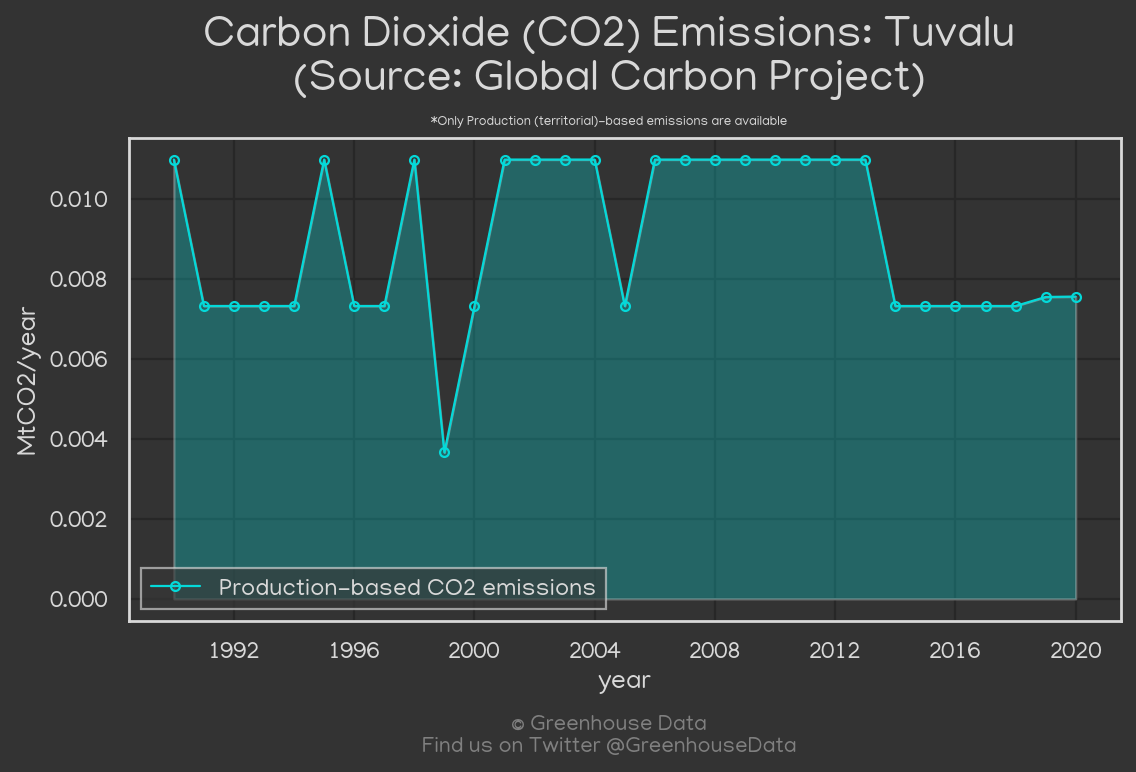 Carbon Dioxide (CO2) Emissions: Tuvalu
(Source: Global Carbon Project)
*Only Production (territorial)-based emissions are available
MtCO2/year
0.010
0.008
0.006
0.004
0.002
0.000
Production-based CO2 emissions
1992 1996 2000 2004 2008 2012 2016 2020
year
© Greenhouse Data
Find us on Twitter @GreenhouseData